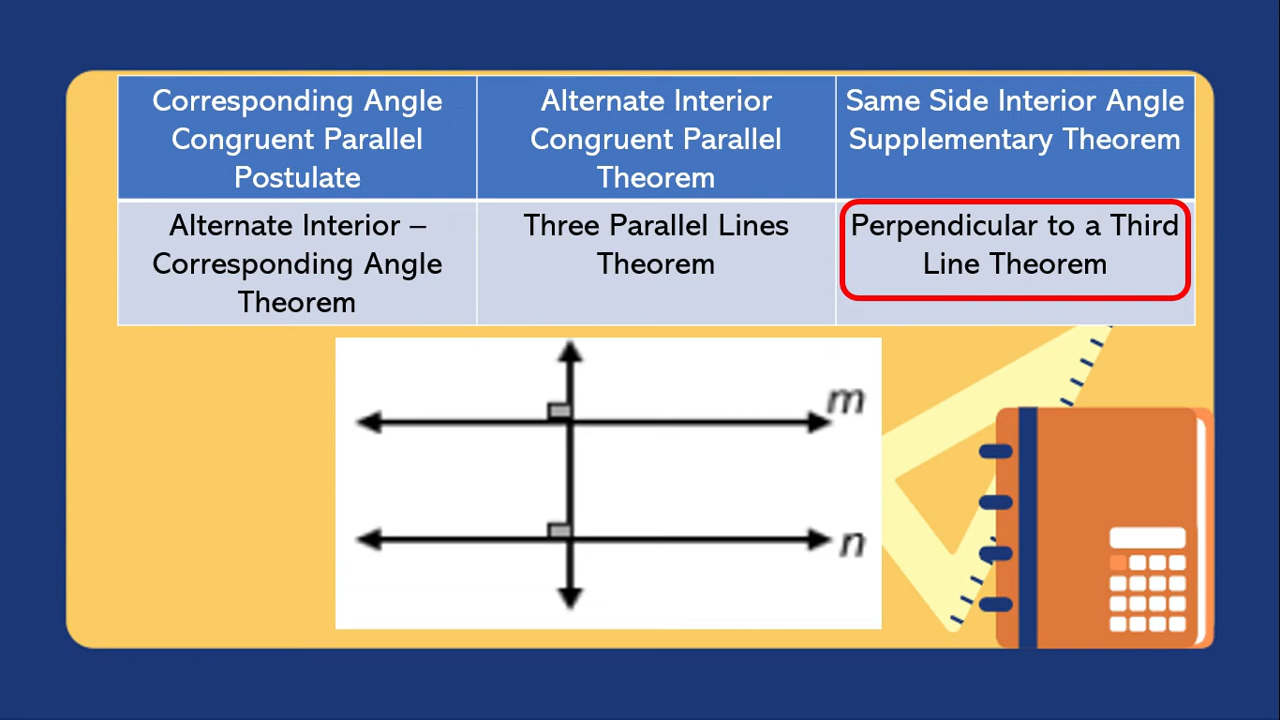 Corresponding Angle
Congruent Parallel
Postulate
Alternate Interior
Congruent Parallel
Theorem
Same Side Interior Angle
Supplementary Theorem
Alternate Interior –
Corresponding Angle
Theorem
Three Parallel Lines
Theorem
Perpendicular to a Third
Line Theorem
m
n